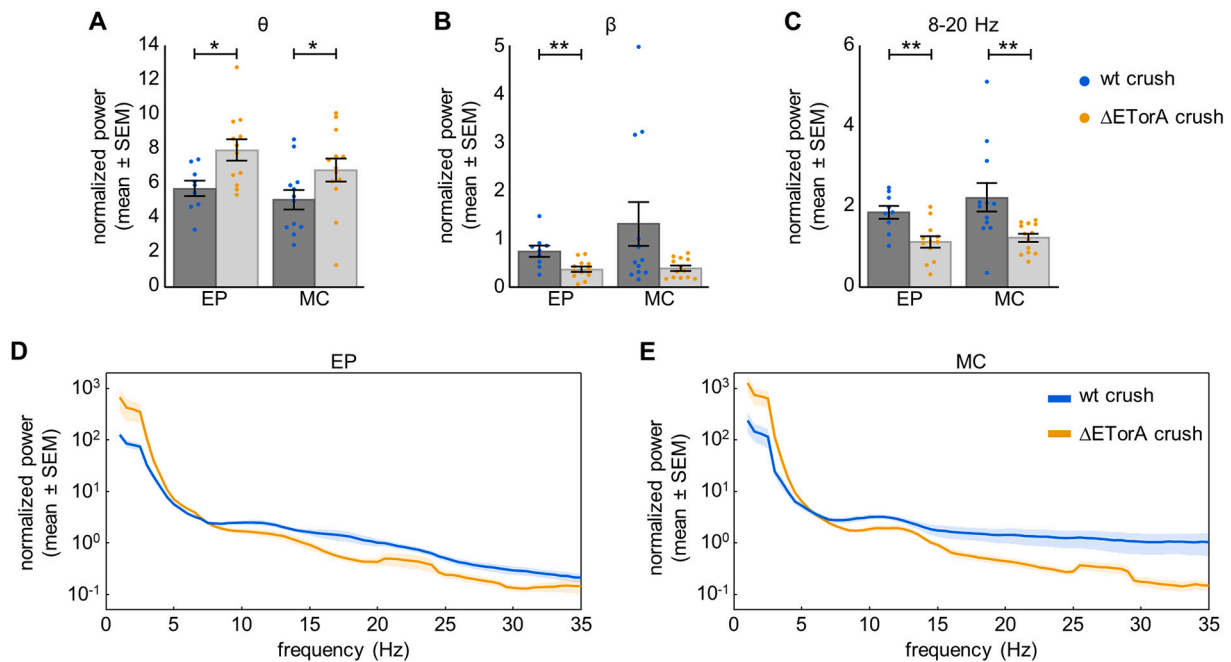 A
θ
normalized power
(mean ± SEM)
14
12
10
8
6
4
2
0
*
*
EP
MC
B
β
normalized power
(mean ± SEM)
5
4
3
2
1
0
**
EP
MC
C
8-20 Hz
normalized power
(mean ± SEM)
6
4
2
0
**
**
EP
MC
wt crush
ΔETorA crush
D
EP
normalized power
(mean ± SEM)
10³
10²
10¹
10⁰
10⁻¹
0 5 10 15 20 25 30 35
frequency (Hz)
E
MC
normalized power
(mean ± SEM)
10³
10²
10¹
10⁰
10⁻¹
wt crush
ΔETorA crush
0 5 10 15 20 25 30 35
frequency (Hz)